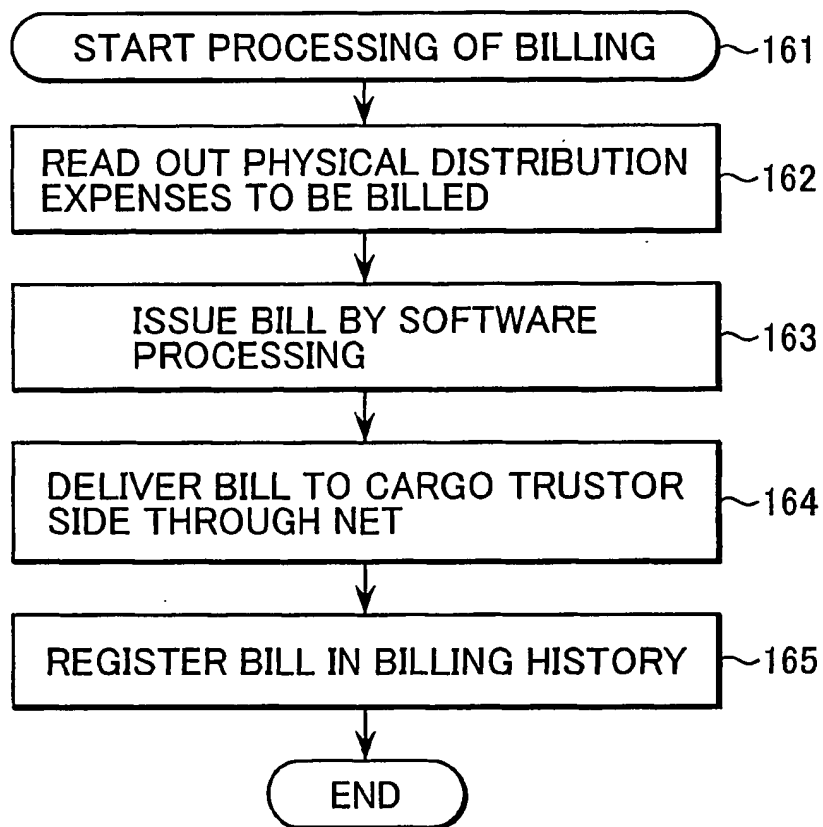 START PROCESSING OF BILLING
161
READ OUT PHYSICAL DISTRIBUTION
EXPENSES TO BE BILLED
162
ISSUE BILL BY SOFTWARE
PROCESSING
163
DELIVER BILL TO CARGO TRUSTOR
SIDE THROUGH NET
164
REGISTER BILL IN BILLING HISTORY
165
END